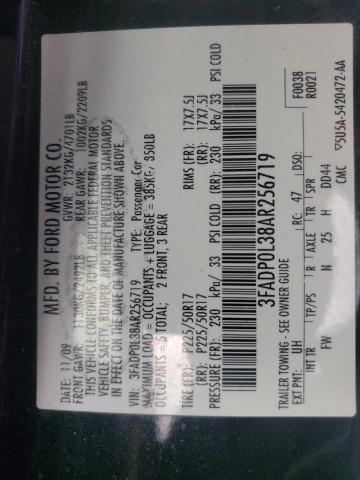 MFD. BY FORD MOTOR CO.
DATE: 11/09 GVWR: 2132KG/4701LB
FRONT GAWR: 1130KG/2492LB REAR GAWR: 1002KG/2209LB
THIS VEHICLE CONFORMS TO ALL APPLICABLE FEDERAL MOTOR
VEHICLE SAFETY, BUMPER, AND THEFT PREVENTION STANDARDS
IN EFFECT ON THE DATE OF MANUFACTURE SHOWN ABOVE.
VIN: 3FADP0L38AR256719 TYPE: Passenger Car
MAXIMUM LOAD = OCCUPANTS + LUGGAGE = 385KG/ 850LB
OCCUPANTS = 5 TOTAL; 2 FRONT, 3 REAR
TIRE (FR): P225/50R17 RIMS (FR): 17X7.5J
(RR): P225/50R17 (RR): 17X7.5J
PRESSURE (FR): 230 kPa/ 33 PSI COLD (RR): 230 kPa/ 33 PSI COLD
3FADP0L38AR256719
TRAILER TOWING - SEE OWNER GUIDE F0038
EXT PNT: UH RC: 47 DSO: R0021
INT TR TP/PS R AXLE TR SPR
FW N 25 H DD44
CMC 5U5A-5420472-AA